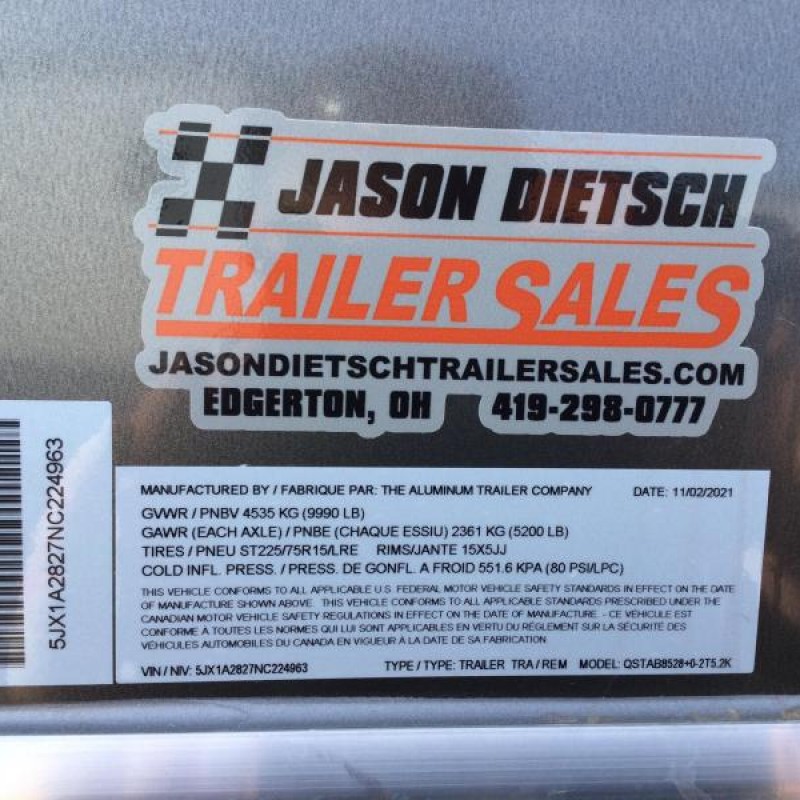 JASON DIETSCH
TRAILER SALES
JASONDIETSCHTRAILERSALES.COM
EDGERTON, OH 419-298-0777
5JX1A2827NC224963
MANUFACTURED BY / FABRIQUE PAR: THE ALUMINUM TRAILER COMPANY DATE: 11/02/2021
GVWR / PNBV 4535 KG (9990 LB)
GAWR (EACH AXLE) / PNBE (CHAQUE ESSIU) 2361 KG (5200 LB)
TIRES / PNEU ST225/75R15/LRE RIMS/JANTE 15X5JJ
COLD INFL. PRESS. / PRESS. DE GONFL. A FROID 551.6 KPA (80 PSI/LPC)
THIS VEHICLE CONFORMS TO ALL APPLICABLE U.S. FEDERAL MOTOR VEHICLE SAFETY STANDARDS IN EFFECT ON THE DATE
OF MANUFACTURE SHOWN ABOVE. THIS VEHICLE CONFORMS TO ALL APPLICABLE STANDARDS PRESCRIBED UNDER THE
CANADIAN MOTOR VEHICLE SAFETY REGULATIONS IN EFFECT ON THE DATE OF MANUFACTURE. - CE VÉHICULE EST
CONFORME À TOUTES LES NORMES QUI LUI SONT APPLICABLES EN VERTU DU RÈGLEMENT SUR LA SÉCURITÉ DES
VÉHICULES AUTOMOBILES DU CANADA EN VIGUEUR À LA DATE DE SA FABRICATION
VIN / NIV: 5JX1A2827NC224963 TYPE / TYPE: TRAILER TRA / REM MODEL: QSTAB8528+0-2T5.2K